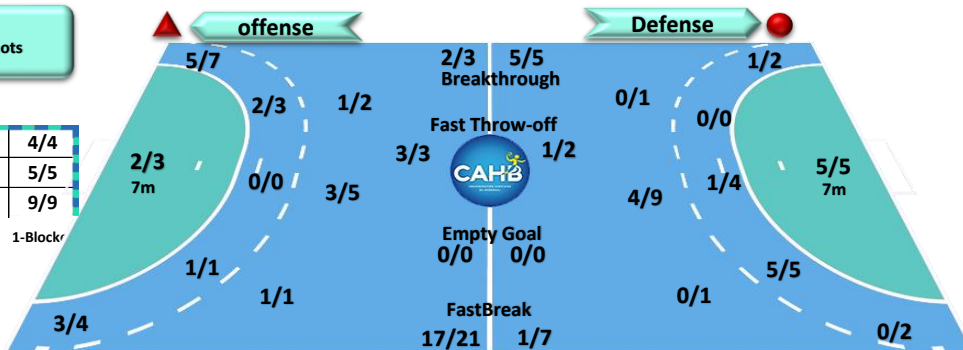 offense
Defense
ots
5/7
2/3
5/5
1/2
Breakthrough
2/3
1/2
0/1
0/0
Fast Throw-off
4/4
3/3
1/2
2/3
7m
5/5
7m
CAHB
5/5
0/0
3/5
4/9
1/4
9/9
1-Blocke
Empty Goal
0/0
0/0
1/1
5/5
1/1
0/1
FastBreak
3/4
17/21
1/7
0/2